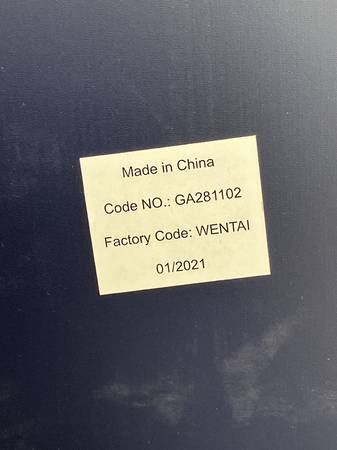 Made in China
Code NO.: GA281102
Factory Code: WENTAI
01/2021